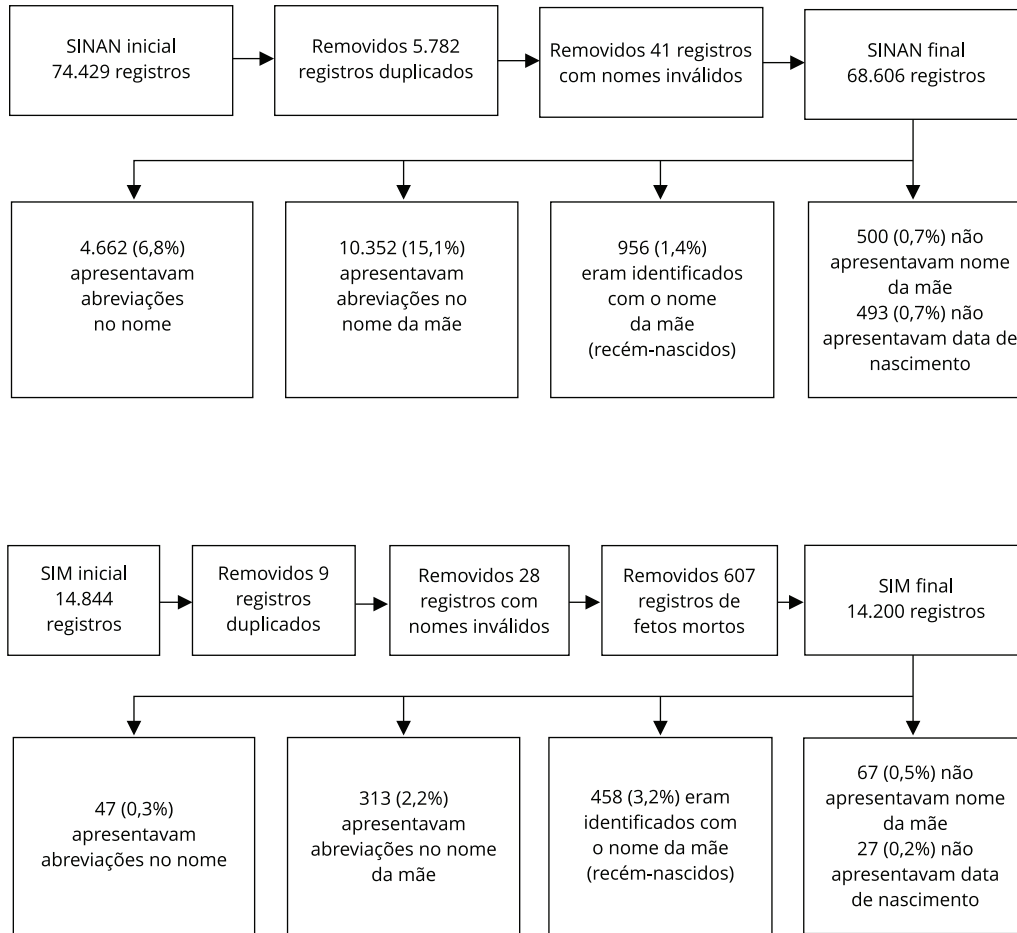 SINAN inicial
74.429 registros
Removidos 5.782
registros duplicados
Removidos 41 registros
com nomes inválidos
SINAN final
68.606 registros
4.662 (6,8%)
apresentavam
abreviações
no nome
10.352 (15,1%)
apresentavam
abreviações no
nome da mãe
956 (1,4%)
eram identificados
com o nome
da mãe
(recém-nascidos)
500 (0,7%) não
apresentavam nome
da mãe
493 (0,7%) não
apresentavam data de
nascimento
SIM inicial
14.844
registros
Removidos 9
registros
duplicados
Removidos 28
registros com
nomes inválidos
Removidos 607
registros de
fetos mortos
SIM final
14.200 registros
47 (0,3%)
apresentavam
abreviações no nome
313 (2,2%)
apresentavam
abreviações no nome
da mãe
458 (3,2%) eram
identificados com
o nome da mãe
(recém-nascidos)
67 (0,5%) não
apresentavam nome
da mãe
27 (0,2%) não
apresentavam data
de nascimento